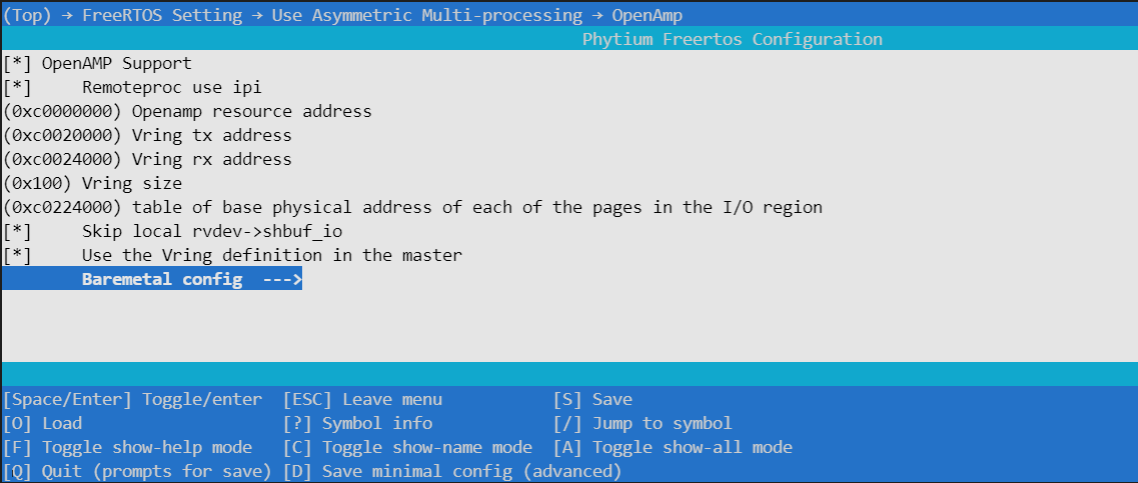 (Top) → FreeRTOS Setting → Use Asymmetric Multi-processing → OpenAmp
Phytium Freertos Configuration
[*] OpenAMP Support
[*]     Remoteproc use ipi
(0xc0000000) Openamp resource address
(0xc0020000) Vring tx address
(0xc0024000) Vring rx address
(0x100) Vring size
(0xc0224000) table of base physical address of each of the pages in the I/O region
[*]     Skip local rvdev->shbuf_io
[*]     Use the Vring definition in the master
Baremetal config  --->
[Space/Enter] Toggle/enter  [ESC] Leave menu           [S] Save
[O] Load                    [?] Symbol info            [/] Jump to symbol
[F] Toggle show-help mode   [C] Toggle show-name mode  [A] Toggle show-all mode
[Q] Quit (prompts for save) [D] Save minimal config (advanced)